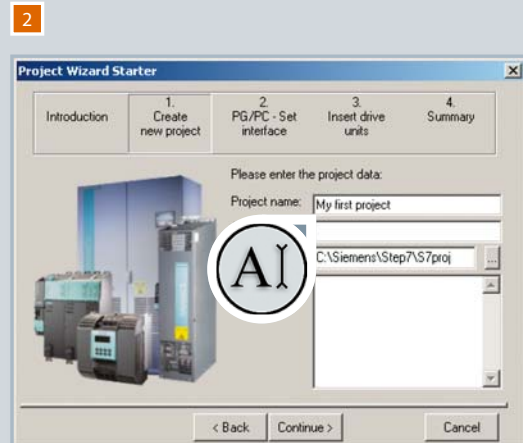 2
Project Wizard Starter
Introduction
1.
Create
new project
2.
PG/PC - Set
interface
3.
Insert drive
units
4.
Summary
Please enter the project data:
Project name: My first project
C:\Siemens\Step7\S7proj ...
A
< Back Continue > Cancel